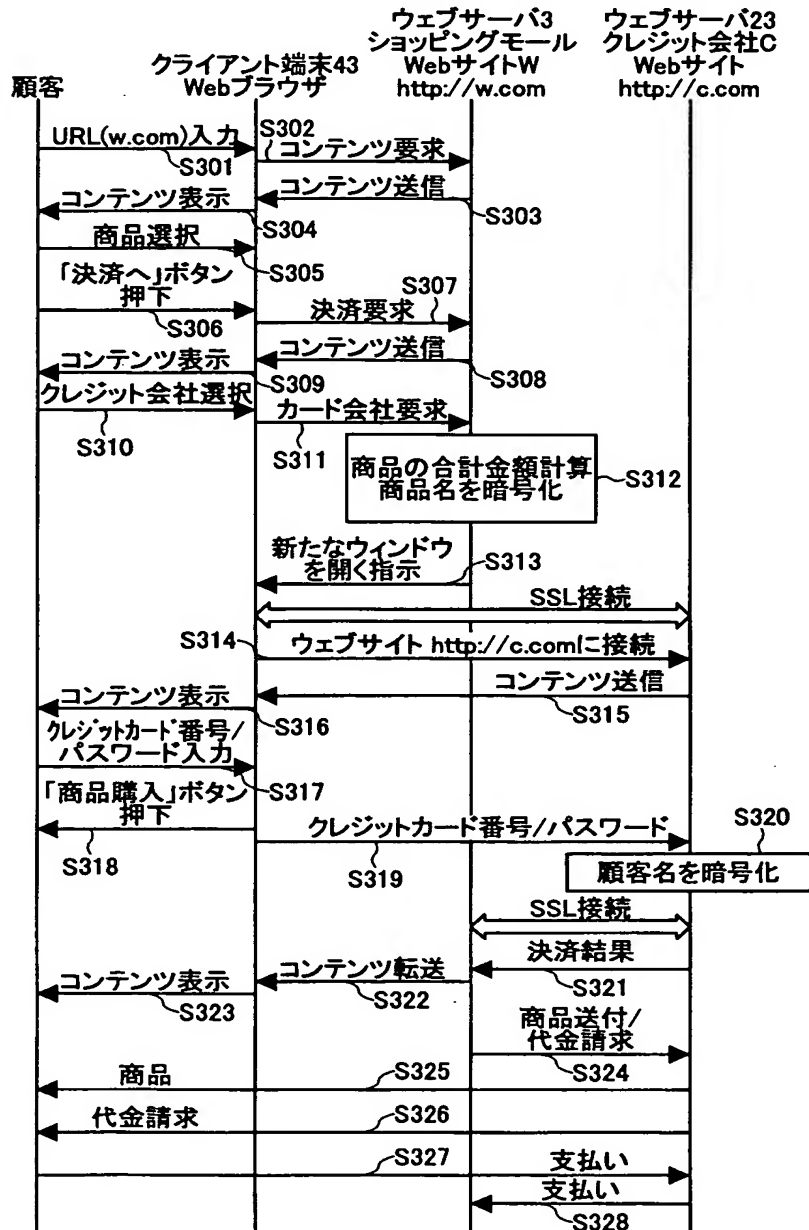 ウェブサーバ3
ショッピングモール
WebサイトW
http://w.com
ウェブサーバ23
クレジット会社C
Webサイト
http://c.com
クライアント端末43
Webブラウザ
顧客
URL(w.com)入力
S301
S302
コンテンツ要求
コンテンツ送信
S303
コンテンツ表示
S304
商品選択
S305
「決済へ」ボタン
押下
S306
S307
決済要求
コンテンツ送信
S308
コンテンツ表示
S309
クレジット会社選択
S310
カード会社要求
S311
商品の合計金額計算
商品名を暗号化
S312
新たなウィンドウ
を開く指示
S313
SSL接続
S314
ウェブサイト http://c.comに接続
コンテンツ送信
S315
コンテンツ表示
S316
クレジットカード番号/
パスワード入力
S317
「商品購入」ボタン
押下
S318
クレジットカード番号/パスワード
S319
S320
顧客名を暗号化
SSL接続
決済結果
S321
コンテンツ転送
S322
コンテンツ表示
S323
商品送付/
代金請求
S324
商品
S325
代金請求
S326
S327
支払い
支払い
S328